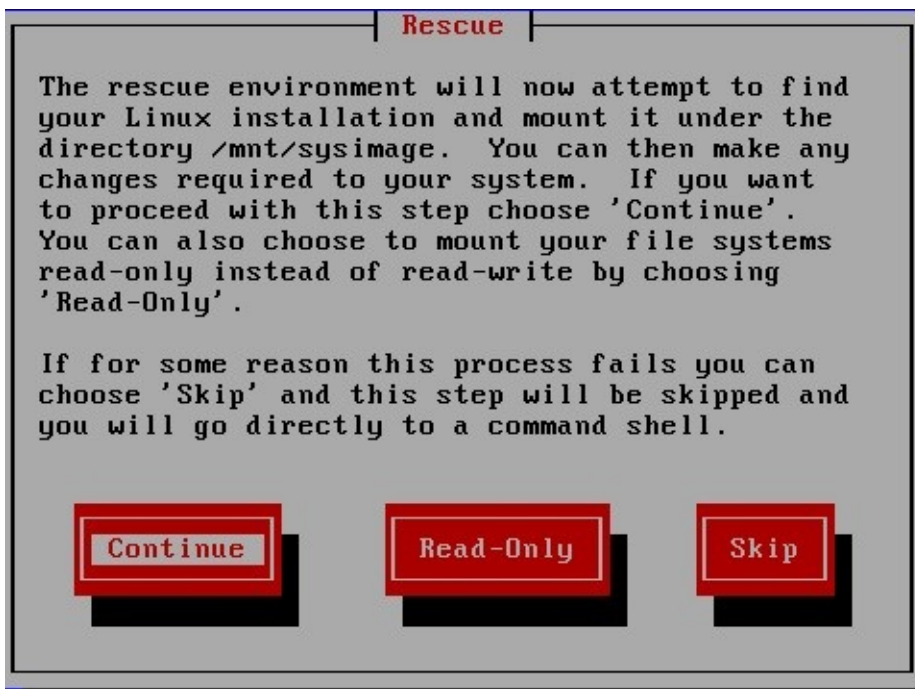 Rescue
The rescue environment will now attempt to find
your Linux installation and mount it under the
directory /mnt/sysimage.  You can then make any
changes required to your system.  If you want
to proceed with this step choose 'Continue'.
You can also choose to mount your file systems
read-only instead of read-write by choosing
'Read-Only'.
If for some reason this process fails you can
choose 'Skip' and this step will be skipped and
you will go directly to a command shell.
Continue Read-Only Skip